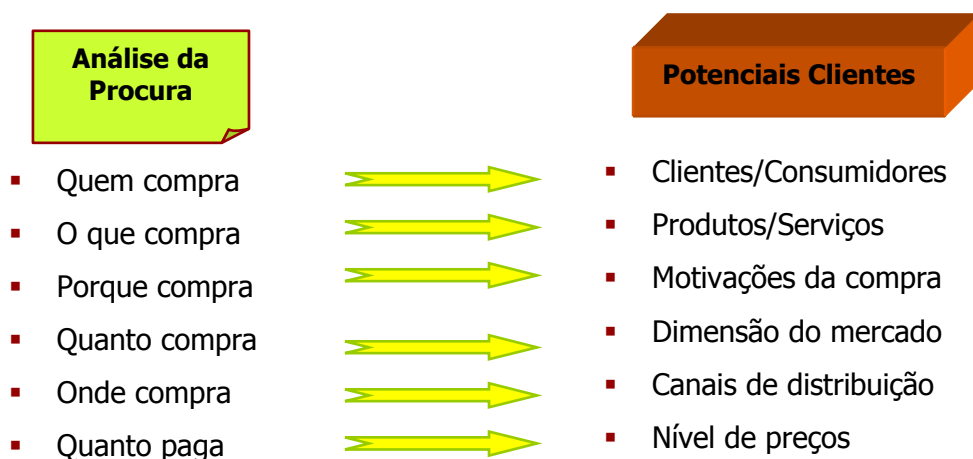 Análise da
Procura
Potenciais Clientes
Quem compra
Clientes/Consumidores
O que compra
Produtos/Serviços
Porque compra
Motivações da compra
Quanto compra
Dimensão do mercado
Onde compra
Canais de distribuição
Quanto paga
Nível de preços